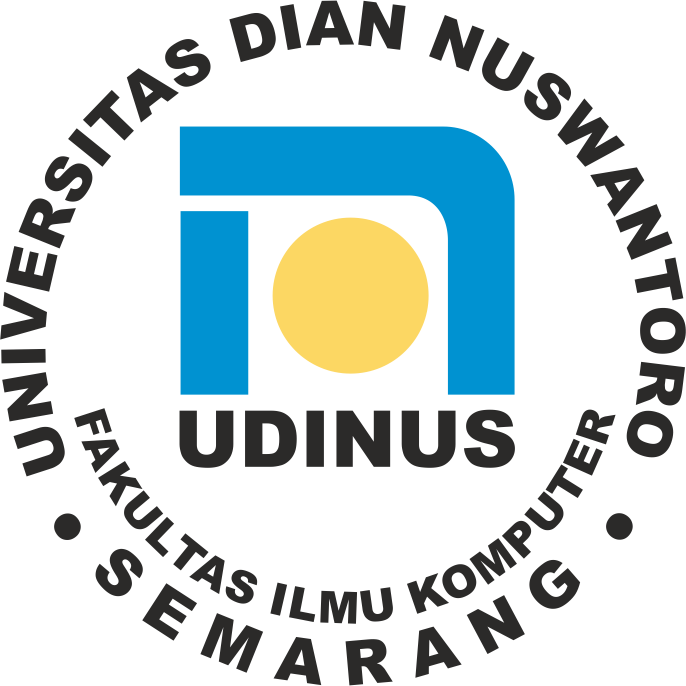 UNIVERSITAS DIAN NUSWANTORO
UDINUS
FAKULTAS ILMU KOMPUTER
• SEMARANG •